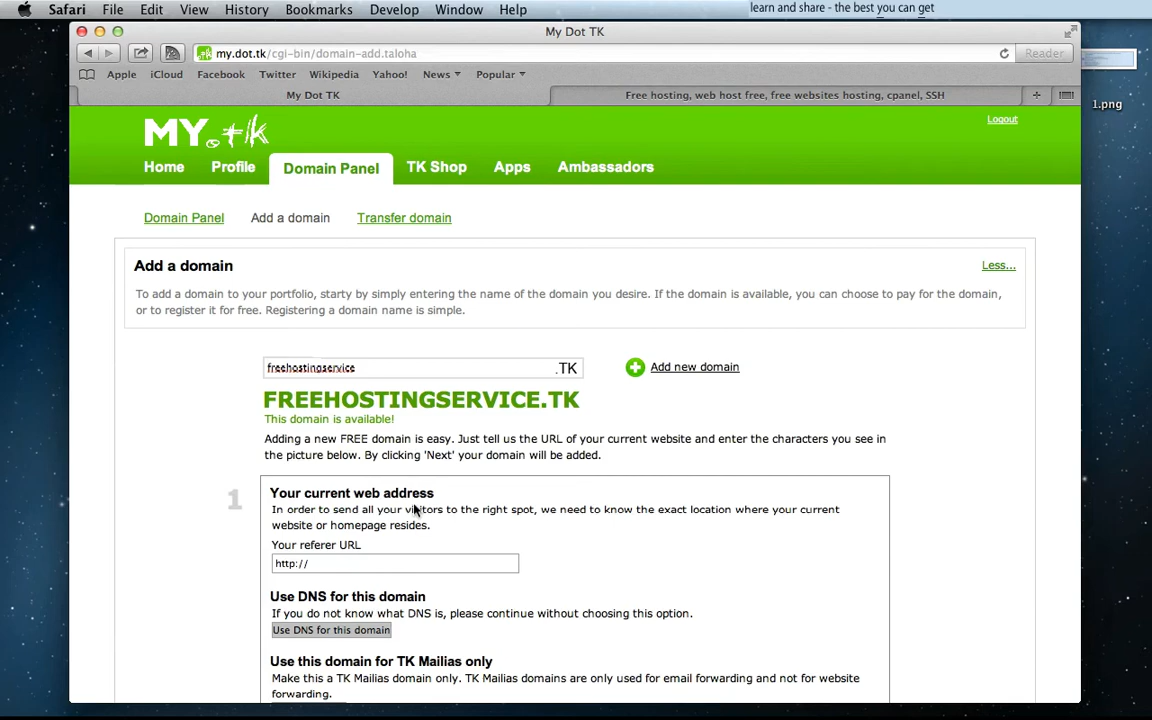 Safari File Edit View History Bookmarks Develop Window Help
learn and share - the best you can get
My Dot TK
my.dot.tk/cgi-bin/domain-add.taloha
Reader
Apple iCloud Facebook Twitter Wikipedia Yahoo! News Popular
My Dot TK
Free hosting, web host free, free websites hosting, cpanel, SSH
1.png
MY.tk
Logout
Home Profile Domain Panel TK Shop Apps Ambassadors
Domain Panel Add a domain Transfer domain
Add a domain
Less...
To add a domain to your portfolio, starty by simply entering the name of the domain you desire. If the domain is available, you can choose to pay for the domain,
or to register it for free. Registering a domain name is simple.
freehostingservice .TK
Add new domain
FREEHOSTINGSERVICE.TK
This domain is available!
Adding a new FREE domain is easy. Just tell us the URL of your current website and enter the characters you see in
the picture below. By clicking 'Next' your domain will be added.
1
Your current web address
In order to send all your visitors to the right spot, we need to know the exact location where your current
website or homepage resides.
Your referer URL
http://
Use DNS for this domain
If you do not know what DNS is, please continue without choosing this option.
Use DNS for this domain
Use this domain for TK Mailias only
Make this a TK Mailias domain only. TK Mailias domains are only used for email forwarding and not for website
forwarding.